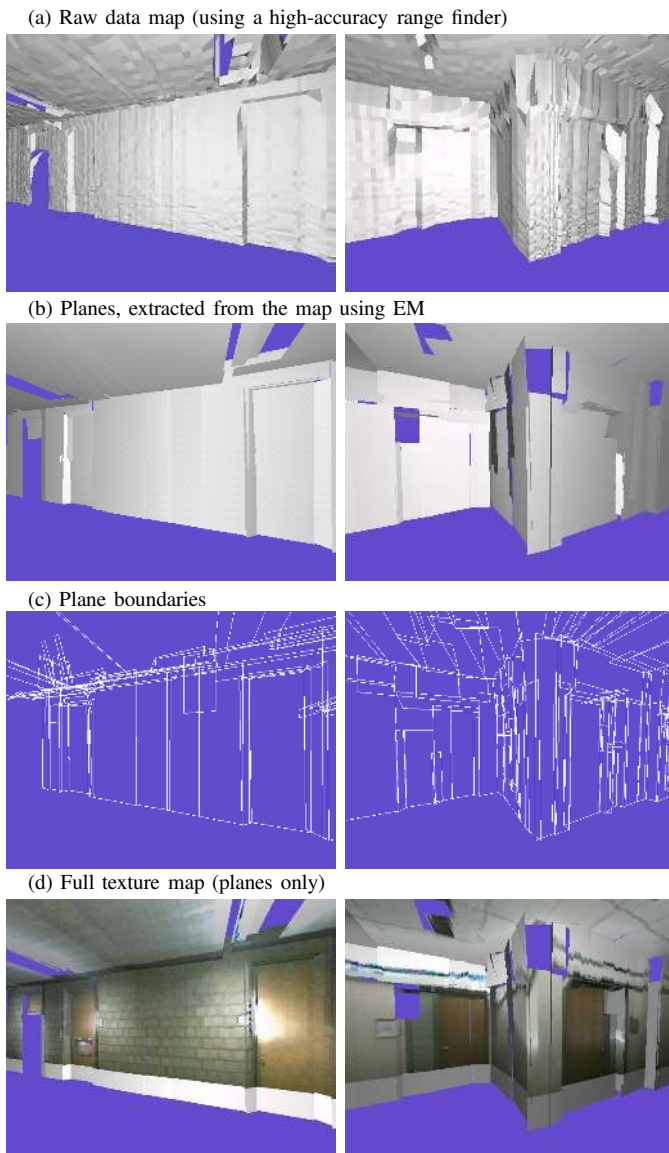 (a) Raw data map (using a high-accuracy range finder)
(b) Planes, extracted from the map using EM
(c) Plane boundaries
(d) Full texture map (planes only)